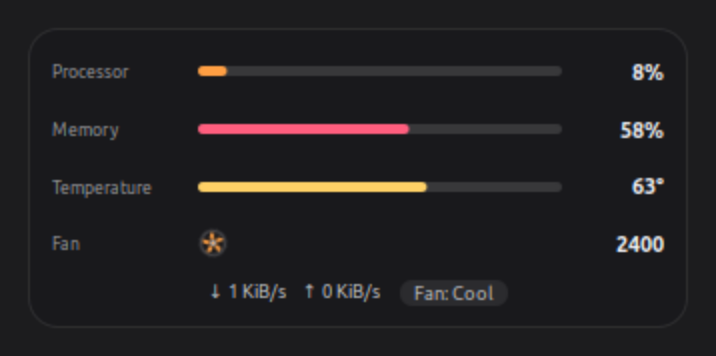 Processor 8%
Memory 58%
Temperature 63°
Fan 2400
↓ 1 KiB/s ↑ 0 KiB/s Fan: Cool